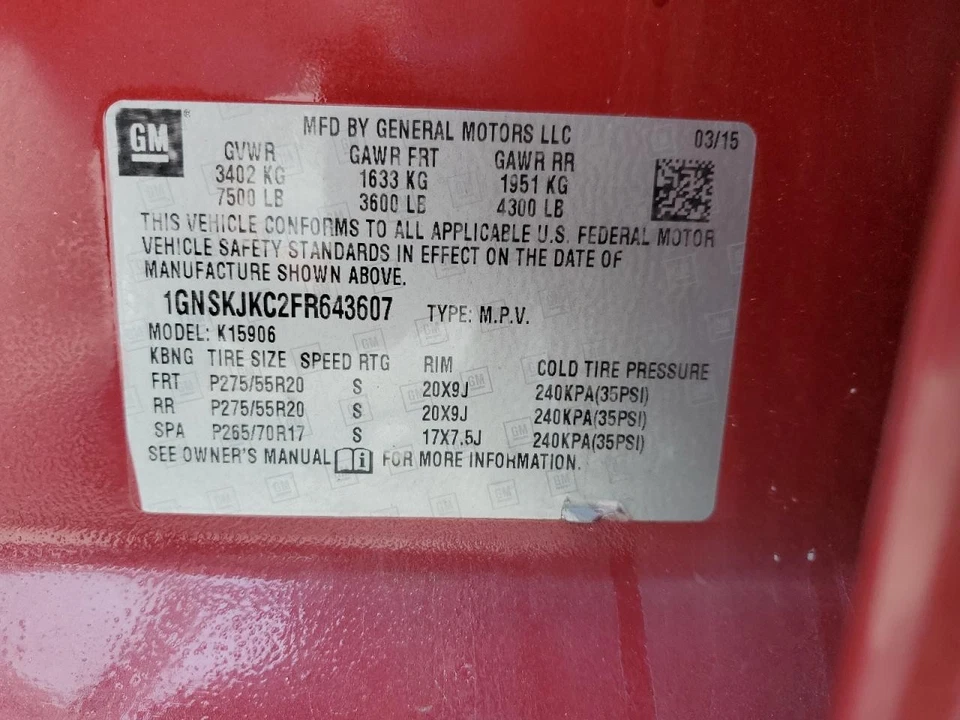 GM ® MFD BY GENERAL MOTORS LLC 03/15
GVWR GAWR FRT GAWR RR
3402 KG 1633 KG 1951 KG
7500 LB 3600 LB 4300 LB
THIS VEHICLE CONFORMS TO ALL APPLICABLE U.S. FEDERAL MOTOR
VEHICLE SAFETY STANDARDS IN EFFECT ON THE DATE OF
MANUFACTURE SHOWN ABOVE.
1GNSKJKC2FR643607 TYPE: M.P.V.
MODEL: K15906
KBNG TIRE SIZE SPEED RTG RIM COLD TIRE PRESSURE
FRT P275/55R20 S 20X9J 240KPA(35PSI)
RR P275/55R20 S 20X9J 240KPA(35PSI)
SPA P265/70R17 S 17X7.5J 240KPA(35PSI)
SEE OWNER'S MANUAL i FOR MORE INFORMATION.